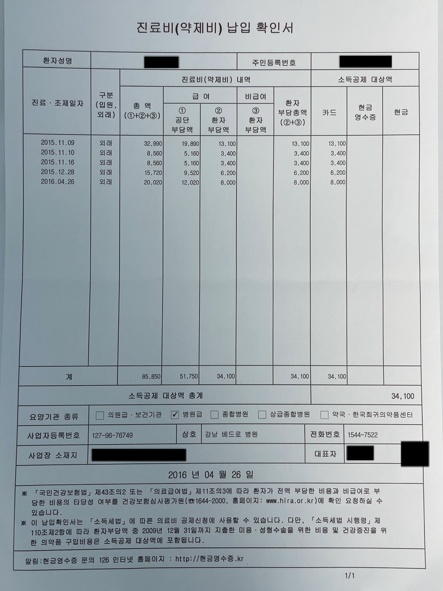 진료비(약제비) 납입 확인서
환자성명 주민등록번호
진료·조제일자 구분 (입원, 외래) 진료비(약제비) 내역 소득공제 대상액
총 액 (①+②+③) 급 여 비급여 환자 부담총액 (②+③) 카드 현금 영수증 현금
① 공단 부담액 ② 환자 부담액 ③ 환자 부담액
2015.11.09 외래 32,990 19,890 13,100 13,100 13,100
2015.11.10 외래 8,560 5,160 3,400 3,400 3,400
2015.11.16 외래 8,560 5,160 3,400 3,400 3,400
2015.12.28 외래 15,720 9,520 6,200 6,200 6,200
2016.04.26 외래 20,020 12,020 8,000 8,000 8,000
계 85,850 51,750 34,100 34,100 34,100
소득공제 대상액 총계 34,100
요양기관 종류 의원급·보건기관 병원급 종합병원 상급종합병원 약국·한국희귀의약품센터
사업자등록번호 127-96-76749 상호 강남 베드로 병원 전화번호 1544-7522
사업장 소재지 대표자
2016 년 04 월 26 일
※ 「국민건강보험법」제43조의2 또는 「의료급여법」제11조의3에 따라 환자가 전액 부담한 비용과 비급여로 부
담한 비용의 타당성 여부를 건강보험심사평가원(☎1644-2000, 홈페이지: www.hira.or.kr)에 확인 요청하실 수
있습니다.
※ 이 납입확인서는 「소득세법」에 따른 의료비 공제신청에 사용할 수 있습니다. 다만, 「소득세법 시행령」제
110조제2항에 따라 환자부담액 중 2009년 12월 31일까지 지출한 미용·성형수술을 위한 비용 및 건강증진을 위
한 의약품 구입비용은 소득공제 대상액에 포함됩니다.
알림:현금영수증 문의 126 인터넷 홈페이지 : http://현금영수증.kr
1/1